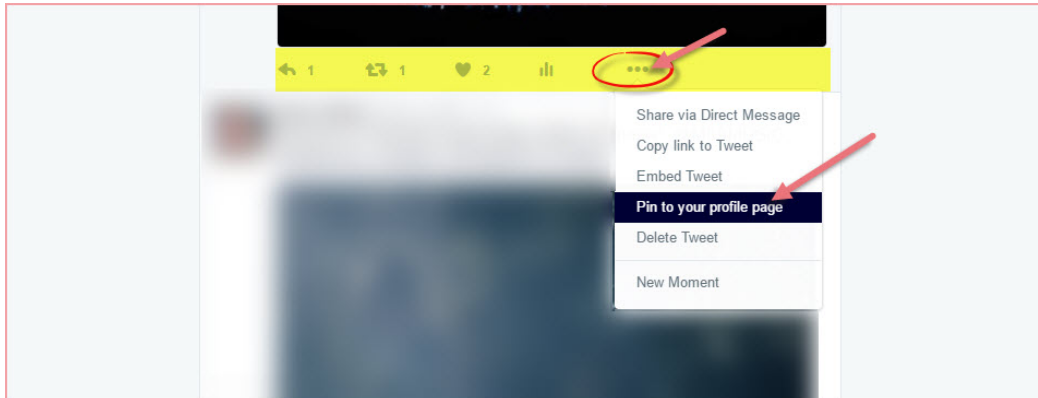 1 1 2
Share via Direct Message
Copy link to Tweet
Embed Tweet
Pin to your profile page
Delete Tweet
New Moment